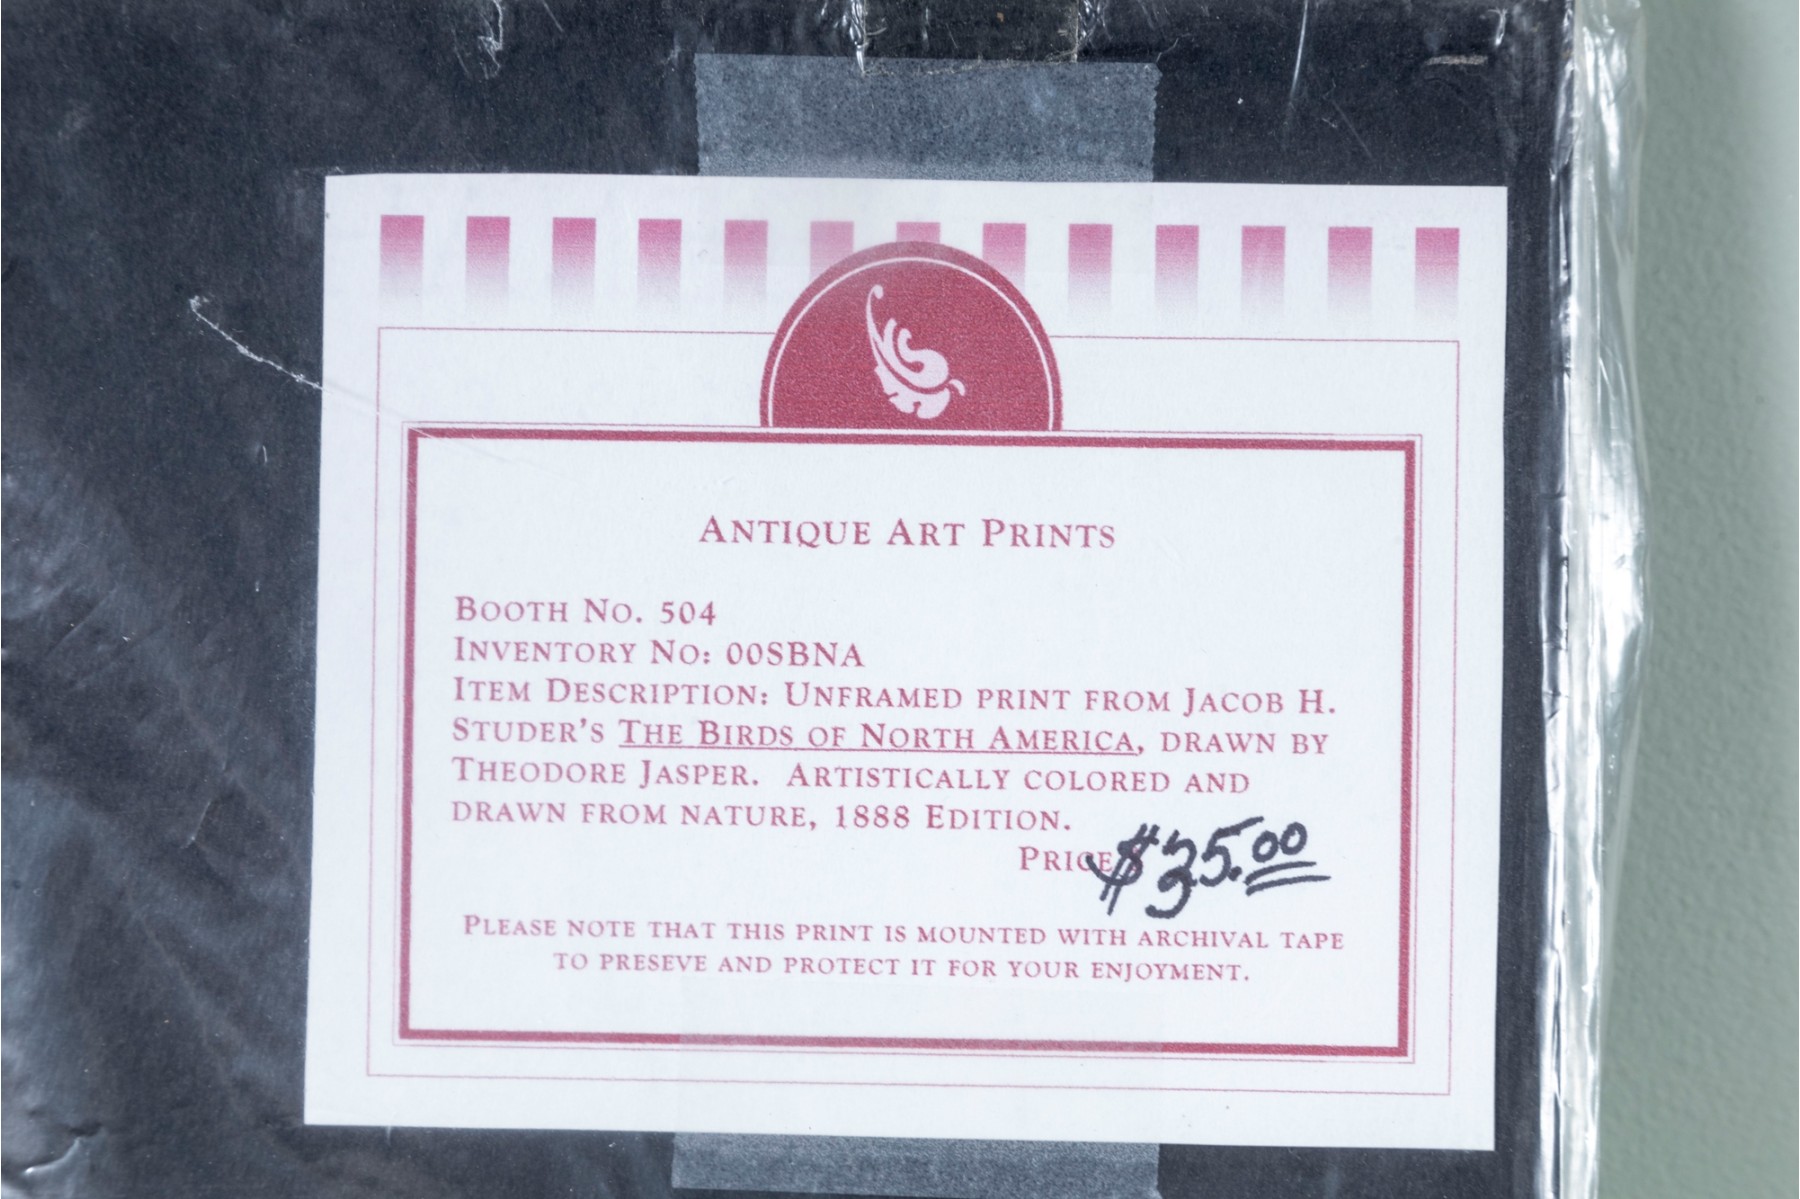 ANTIQUE ART PRINTS
BOOTH NO. 504
INVENTORY NO: 00SBNA
ITEM DESCRIPTION: UNFRAMED PRINT FROM JACOB H.
STUDER'S THE BIRDS OF NORTH AMERICA, DRAWN BY
THEODORE JASPER. ARTISTICALLY COLORED AND
DRAWN FROM NATURE, 1888 EDITION.
PRICE $35.00
PLEASE NOTE THAT THIS PRINT IS MOUNTED WITH ARCHIVAL TAPE
TO PRESEVE AND PROTECT IT FOR YOUR ENJOYMENT.